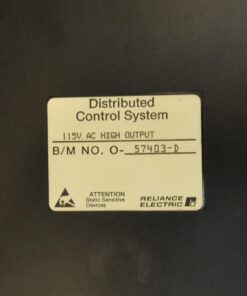 Distributed
Control System
115V. AC HIGH OUTPUT
B/M NO. O- 57403-D
ATTENTION
Static Sensitive
Devices
RELIANCE
ELECTRIC